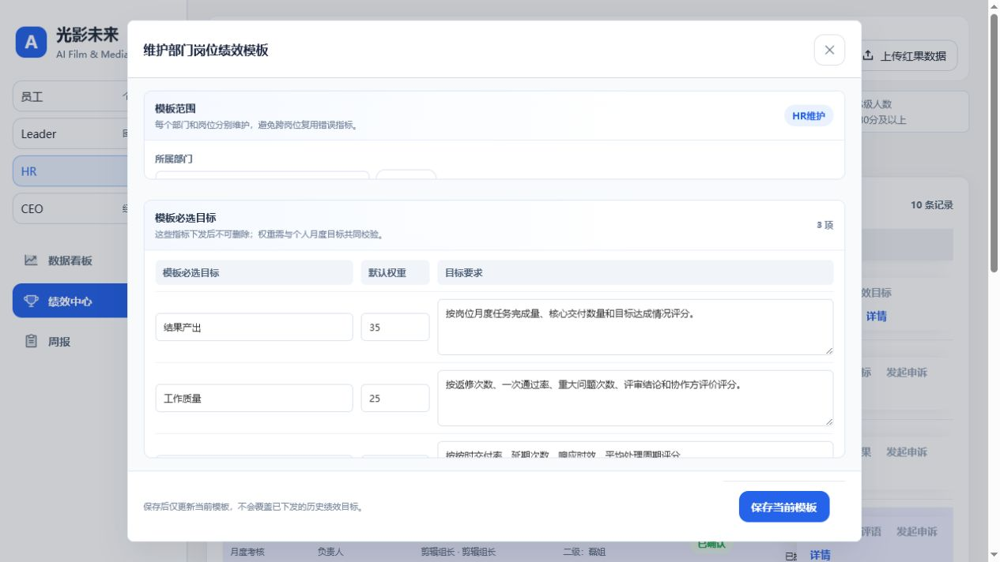 A
光影未来
AI Film & Media
员工
Leader
HR
CEO
数据看板
绩效中心
周报
维护部门岗位绩效模板
上传红果数据
模板范围
每个部门和岗位分别维护，避免跨岗位复用错误指标。
HR维护
级人数
80分及以上
所属部门
10 条记录
模板必选目标
这些指标下发后不可删除；权重需与个人月度目标共同校验。
3 项
模板必选目标
默认权重
目标要求
效目标
详情
结果产出
35
按岗位月度任务完成量、核心交付数量和目标达成情况评分。
标 发起申诉
工作质量
25
按返修次数、一次通过率、重大问题次数、评审结论和协作方评价评分。
按按时交付率、延期次数、响应时效、平均处理周期评分
果 发起申诉
保存后仅更新当前模板，不会覆盖已下发的历史绩效目标。
保存当前模板
评语 发起申诉
月度考核
负责人
剪辑组长 · 剪辑组长
二级：磊姐
已确认
详情